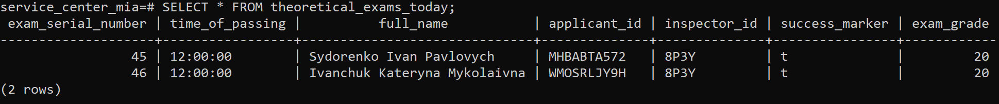 service_center_mia=# SELECT * FROM theoretical_exams_today;
 exam_serial_number | time_of_passing |          full_name           | applicant_id | inspector_id | success_marker | exam_grade
--------------------+-----------------+------------------------------+--------------+--------------+----------------+------------
                 45 | 12:00:00        | Sydorenko Ivan Pavlovych     | MHBABTA572   | 8P3Y         | t              |         20
                 46 | 12:00:00        | Ivanchuk Kateryna Mykolaivna | WMOSRLJY9H   | 8P3Y         | t              |         20
(2 rows)